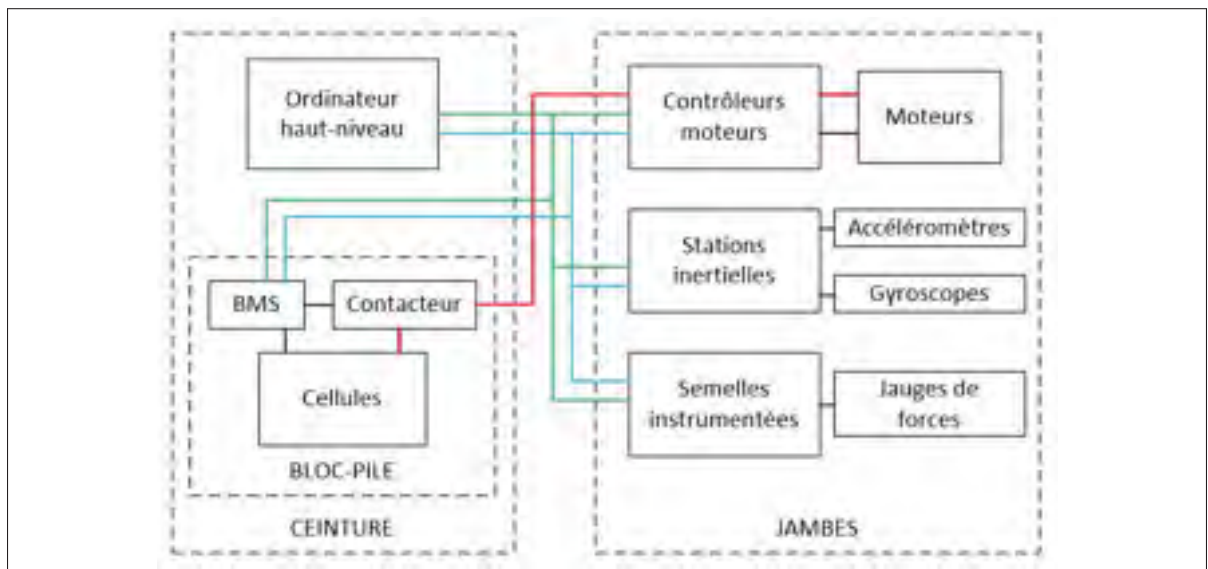 Ordinateur
haut-niveau
BMS
Contacteur
Cellules
BLOC-PILE
CEINTURE
Contrôleurs
moteurs
Moteurs
Stations
inertielles
Accéléromètres
Gyroscopes
Semelles
instrumentées
Jauges de
forces
JAMBES